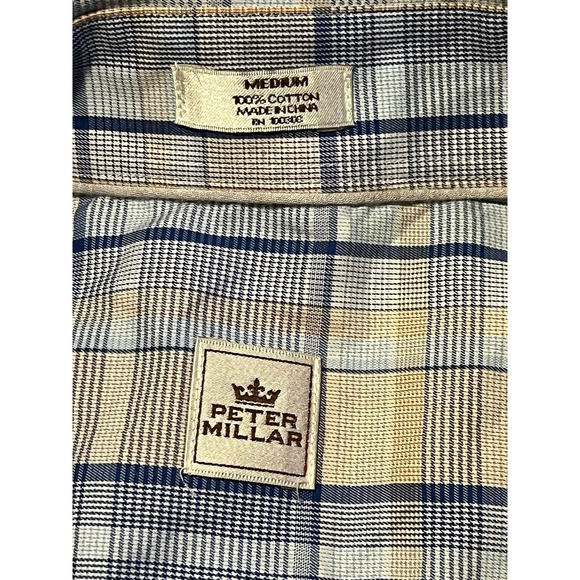 MEDIUM
100% COTTON
MADE IN CHINA
RN 100306
PETER
MILLAR